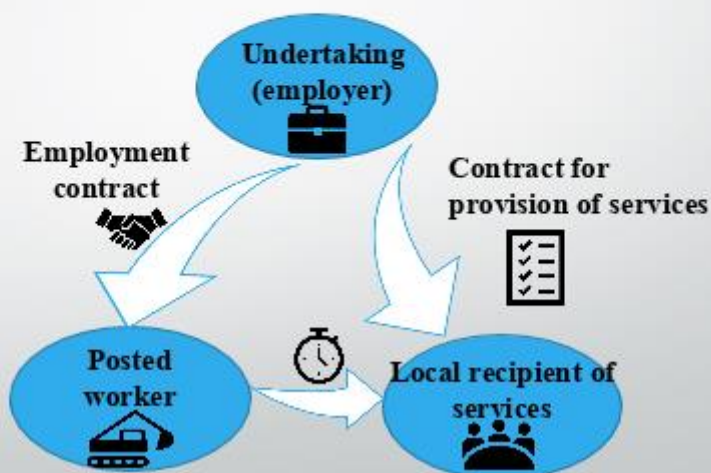 Undertaking
(employer)
Employment
contract
Contract for
provision of services
Posted
worker
Local recipient of
services